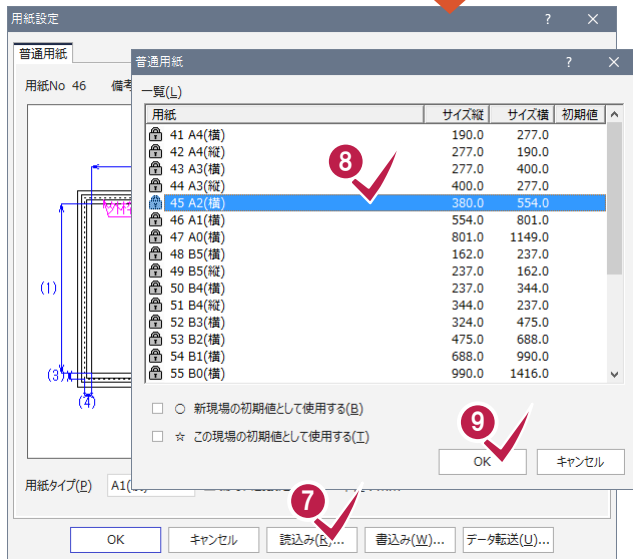 用紙設定
?
×
普通用紙
用紙No 46
普通用紙
?
×
一覧(L)
用紙 サイズ縦 サイズ横 初期値
41 A4(横) 190.0 277.0
42 A4(縦) 277.0 190.0
43 A3(横) 277.0 400.0
44 A3(縦) 400.0 277.0
45 A2(横) 380.0 554.0
46 A1(横) 554.0 801.0
47 A0(横) 801.0 1149.0
48 B5(横) 162.0 237.0
49 B5(縦) 237.0 162.0
50 B4(横) 237.0 344.0
51 B4(縦) 344.0 237.0
52 B3(横) 324.0 475.0
53 B2(横) 475.0 688.0
54 B1(横) 688.0 990.0
55 B0(横) 990.0 1416.0
8
(1)
(3)
(4)
○ 新現場の初期値として使用する(B)
☆ この現場の初期値として使用する(T)
9
OK キャンセル
用紙タイプ(P)
7
OK キャンセル 読込み(R)... 書込み(W)... データ転送(U)...